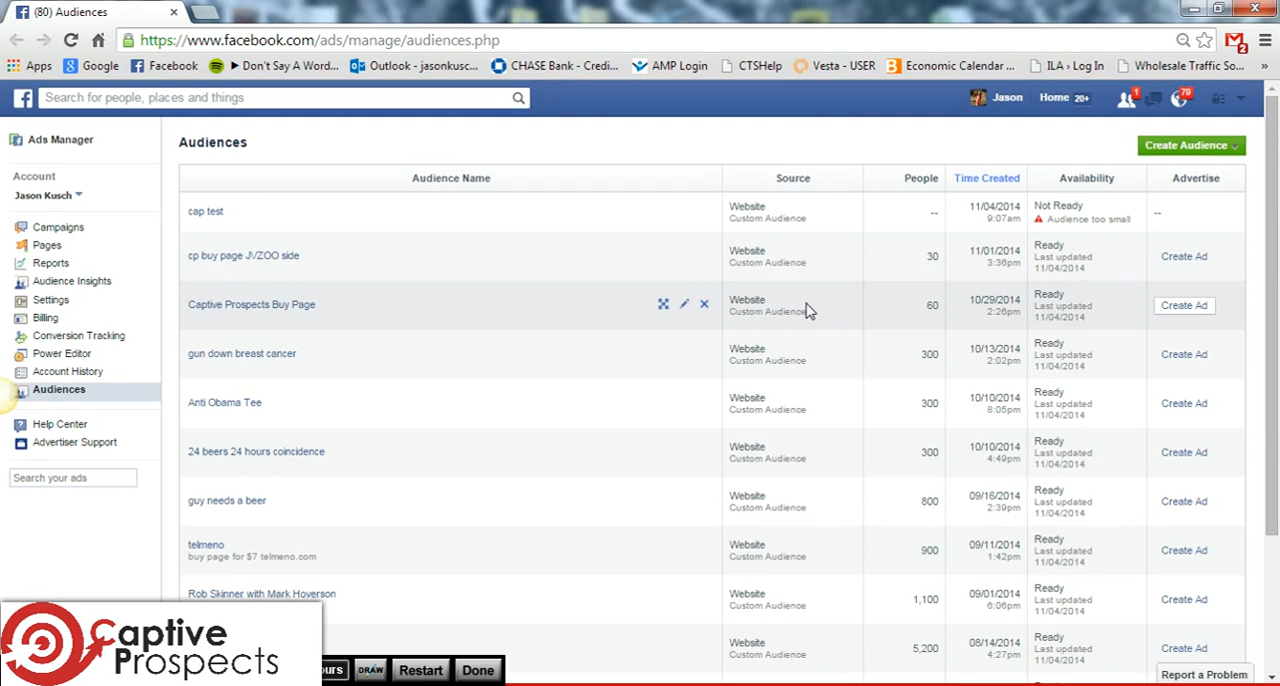 (80) Audiences
https://www.facebook.com/ads/manage/audiences.php
2
Apps Google Facebook ▶ Don't Say A Word... Outlook - jasonkusc... CHASE Bank - Credi... AMP Login CTSHelp Vesta - USER Economic Calendar ... ILA › Log In Wholesale Traffic So... »
Search for people, places and things
Jason Home 20+ 1 79
Ads Manager
Account
Jason Kusch
Campaigns
Pages
Reports
Audience Insights
Settings
Billing
Conversion Tracking
Power Editor
Account History
Audiences
Help Center
Advertiser Support
Search your ads
Audiences
Create Audience
Audience Name Source People Time Created Availability Advertise
cap test Website Custom Audience -- 11/04/2014 9:07am Not Ready Audience too small --
cp buy page JVZOO side Website Custom Audience 30 11/01/2014 3:36pm Ready Last updated 11/04/2014 Create Ad
Captive Prospects Buy Page Website Custom Audience 60 10/29/2014 2:26pm Ready Last updated 11/04/2014 Create Ad
gun down breast cancer Website Custom Audience 300 10/13/2014 2:02pm Ready Last updated 11/04/2014 Create Ad
Anti Obama Tee Website Custom Audience 300 10/10/2014 8:05pm Ready Last updated 11/04/2014 Create Ad
24 beers 24 hours coincidence Website Custom Audience 300 10/10/2014 4:49pm Ready Last updated 11/04/2014 Create Ad
guy needs a beer Website Custom Audience 800 09/16/2014 2:39pm Ready Last updated 11/04/2014 Create Ad
telmeno buy page for $7 telmeno.com Website Custom Audience 900 09/11/2014 1:42pm Ready Last updated 11/04/2014 Create Ad
Rob Skinner with Mark Hoverson Website Custom Audience 1,100 09/01/2014 6:06pm Ready Last updated 11/04/2014 Create Ad
Website Custom Audience 5,200 08/14/2014 4:27pm Ready Last updated 11/04/2014 Create Ad
Report a Problem
Captive
Prospects
ours DRAW Restart Done